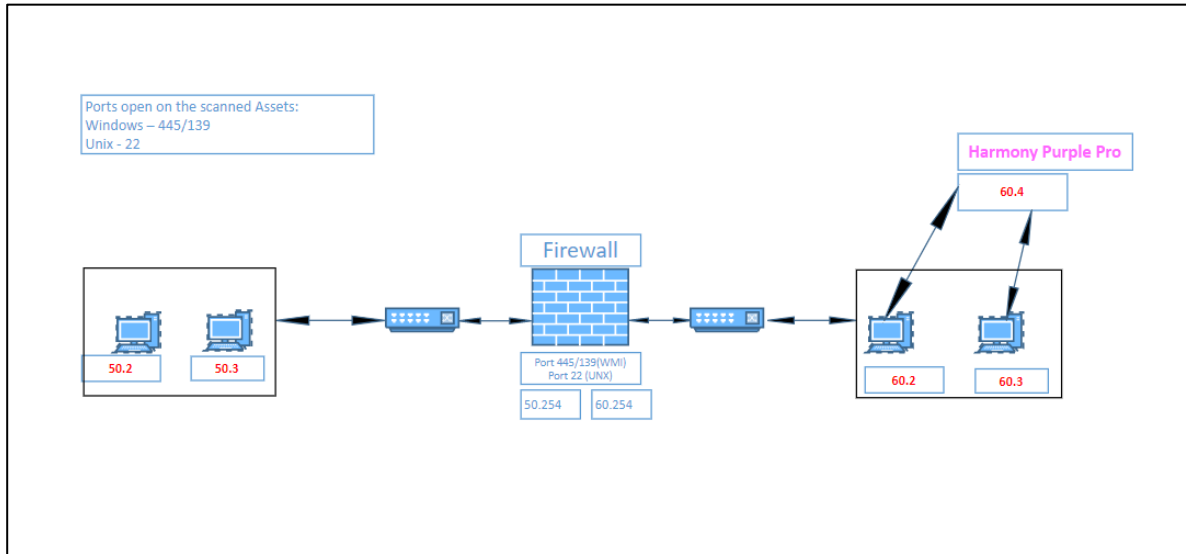 Ports open on the scanned Assets:
Windows – 445/139
Unix - 22
Harmony Purple Pro
60.4
Firewall
50.2
50.3
Port 445/139(WMI)
Port 22 (UNX)
50.254
60.254
60.2
60.3